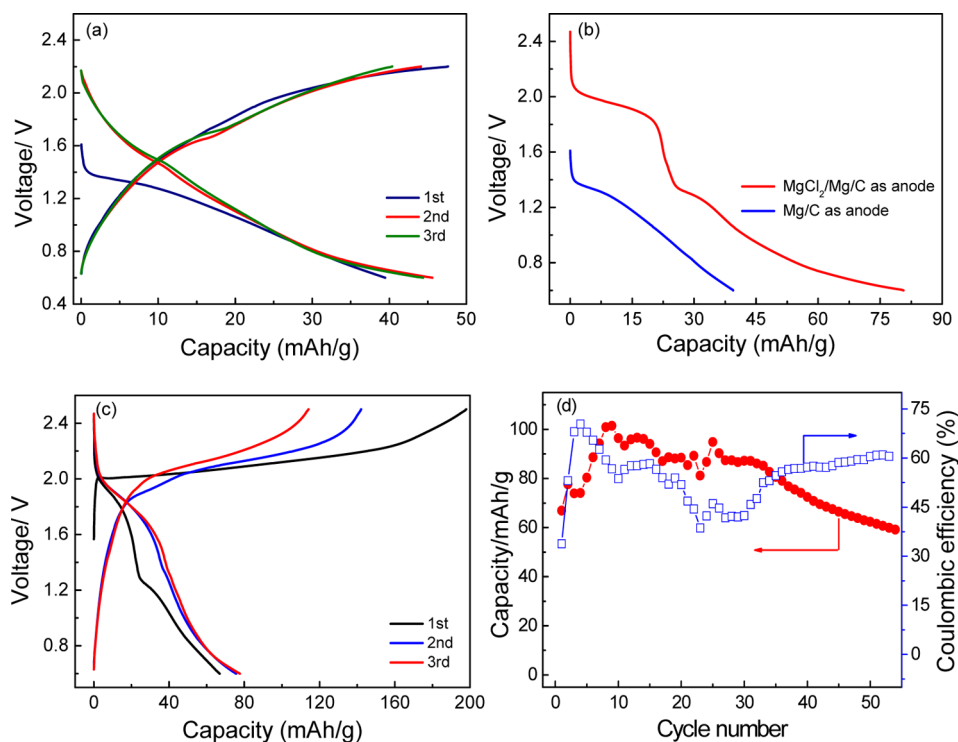 (a)
2.4
2.0
1.6
1.2
0.8
0.4
Voltage/ V
1st
2nd
3rd
0 10 20 30 40 50
Capacity (mAh/g)
(b)
2.4
1.8
1.2
0.6
Voltage/ V
MgCl2/Mg/C as anode
Mg/C as anode
0 15 30 45 60 75 90
Capacity (mAh/g)
(c)
2.4
1.8
1.2
0.6
Voltage/ V
1st
2nd
3rd
0 40 80 120 160 200
Capacity (mAh/g)
(d)
100
80
60
40
20
0
Capacity/mAh/g
75
60
45
30
15
0
Coulombic efficiency (%)
0 10 20 30 40 50
Cycle number